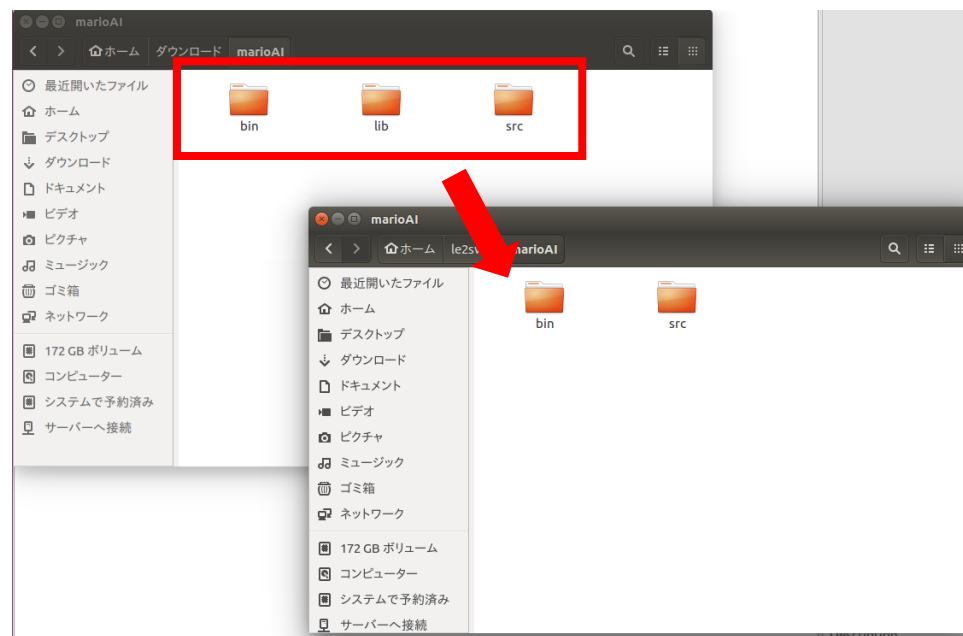 marioAI
ホーム ダウンロード marioAI
最近開いたファイル
ホーム
デスクトップ
ダウンロード
ドキュメント
ビデオ
ピクチャ
ミュージック
ゴミ箱
ネットワーク
172 GB ボリューム
コンピューター
システムで予約済み
サーバーへ接続
bin lib src
marioAI
ホーム marioAI
最近開いたファイル
ホーム
デスクトップ
ダウンロード
ドキュメント
ビデオ
ピクチャ
ミュージック
ゴミ箱
ネットワーク
172 GB ボリューム
コンピューター
システムで予約済み
サーバーへ接続
bin src